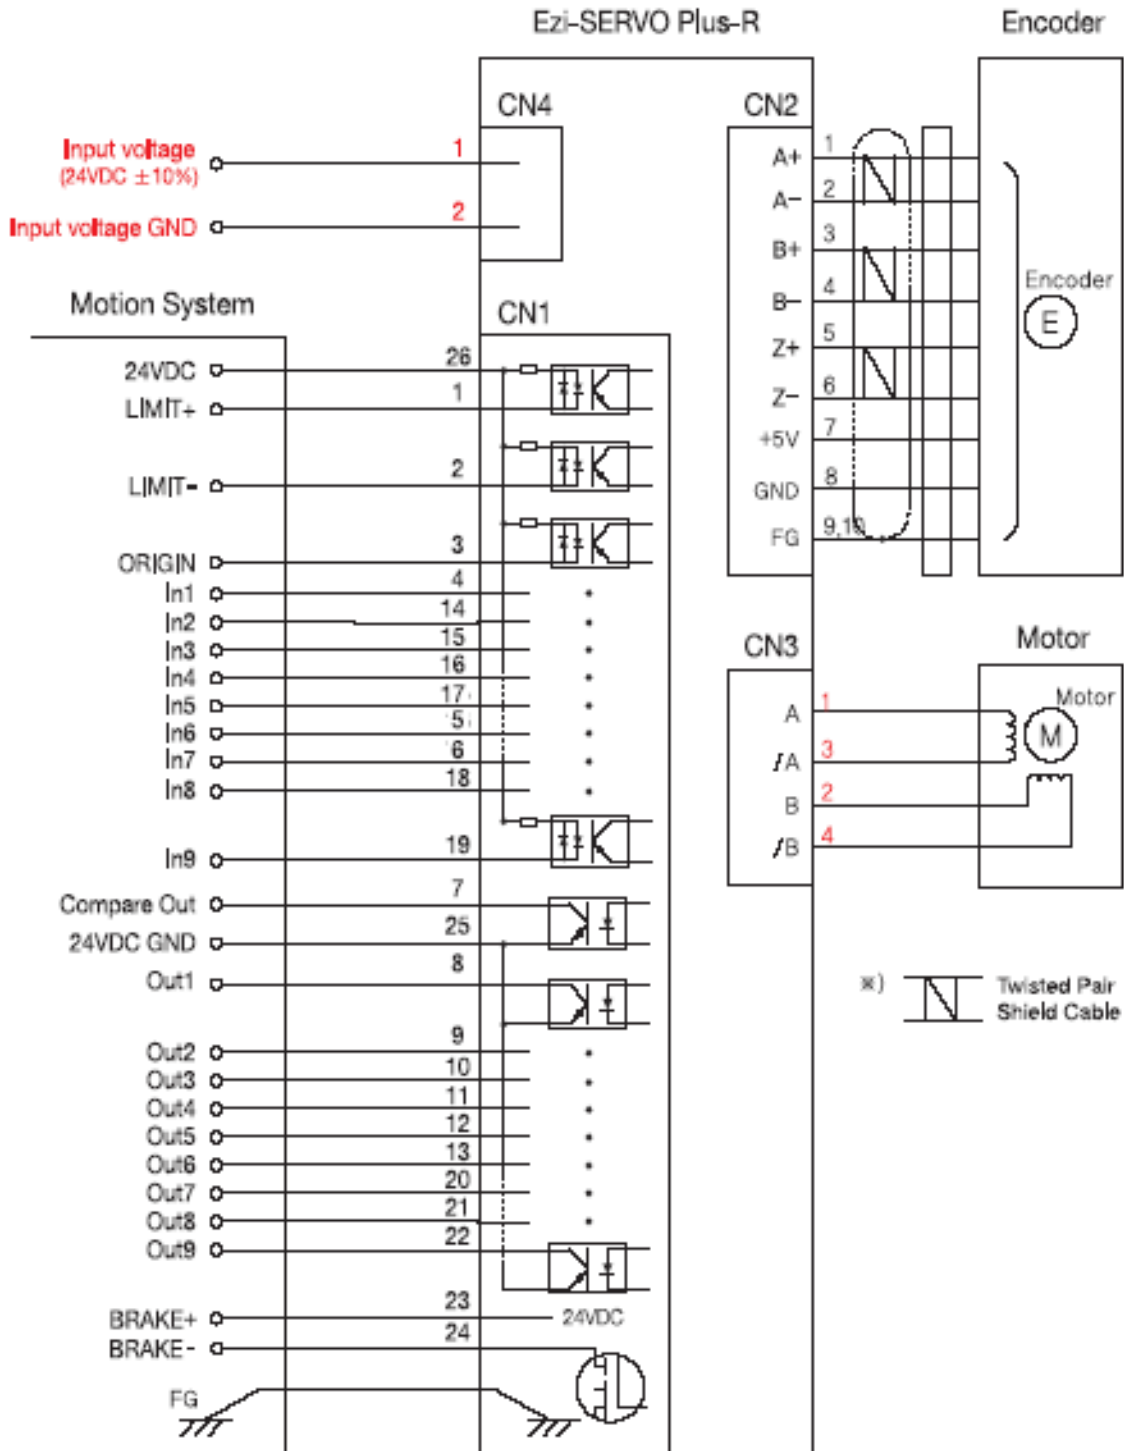 Ezi-SERVO Plus-R
Encoder
CN4
CN2
Input voltage
(24VDC ±10%)
1
Input voltage GND
2
A+ 1
A- 2
B+ 3
B- 4
Z+ 5
Z- 6
+5V 7
GND 8
FG 9,10
Encoder
E
Motion System
CN1
24VDC 26
LIMIT+ 1
LIMIT- 2
ORIGIN 3
In1 4
In2 14
In3 15
In4 16
In5 17
In6 5
In7 6
In8 18
In9 19
Compare Out 7
24VDC GND 25
Out1 8
Out2 9
Out3 10
Out4 11
Out5 12
Out6 13
Out7 20
Out8 21
Out9 22
BRAKE+ 23
24VDC
BRAKE- 24
FG
CN3
Motor
A 1
/A 3
B 2
/B 4
Motor
M
※)
Twisted Pair
Shield Cable